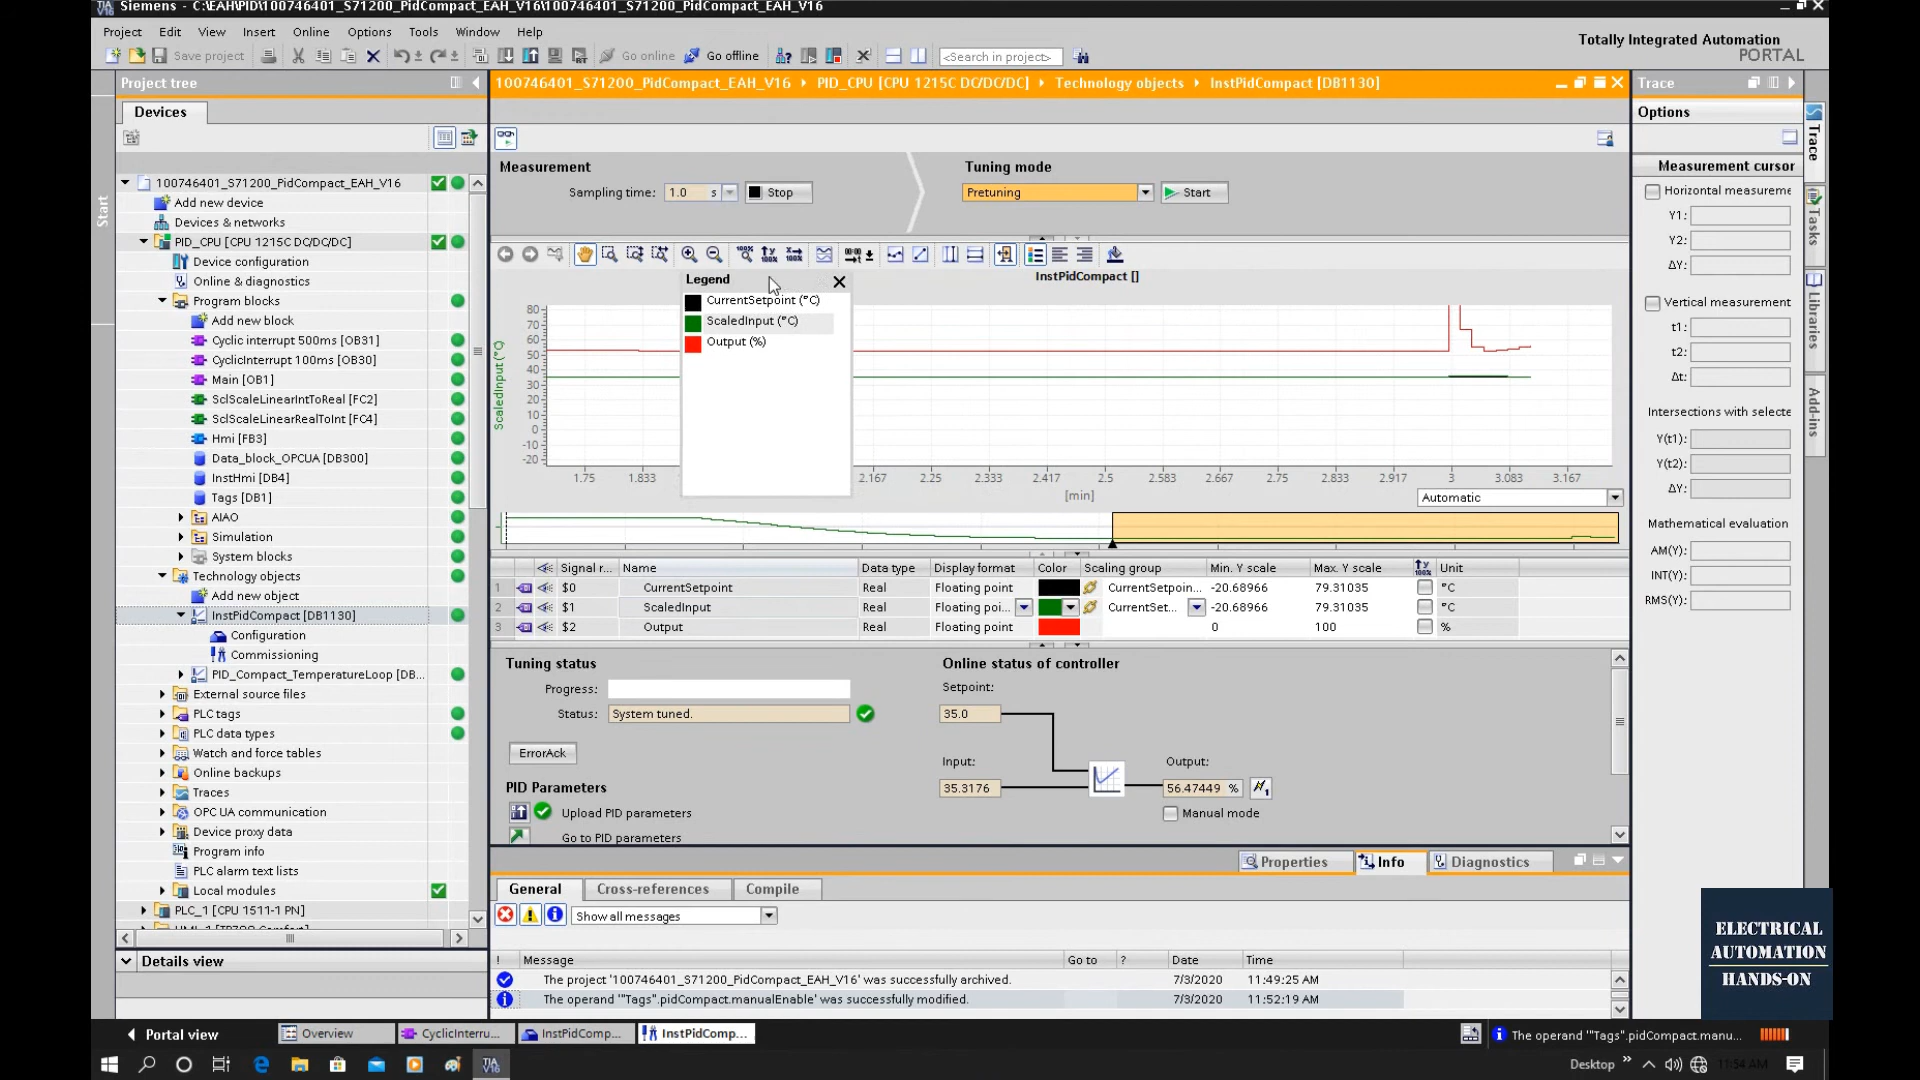 Siemens - C:\EAH\PID\100746401_S71200_PidCompact_EAH_V16\100746401_S71200_PidCompact_EAH_V16
Project Edit View Insert Online Options Tools Window Help
Totally Integrated Automation
PORTAL
Save project Go online Go offline <Search in project>
Project tree
100746401_S71200_PidCompact_EAH_V16 PID_CPU [CPU 1215C DC/DC/DC] Technology objects InstPidCompact [DB1130]
Trace
Devices
Options
Start
100746401_S71200_PidCompact_EAH_V16
Add new device
Devices & networks
PID_CPU [CPU 1215C DC/DC/DC]
Device configuration
Online & diagnostics
Program blocks
Add new block
Cyclic interrupt 500ms [OB31]
CyclicInterrupt 100ms [OB30]
Main [OB1]
SclScaleLinearIntToReal [FC2]
SclScaleLinearRealToInt [FC4]
Hmi [FB3]
Data_block_OPCUA [DB300]
InstHmi [DB4]
Tags [DB1]
AIAO
Simulation
System blocks
Technology objects
Add new object
InstPidCompact [DB1130]
Configuration
Commissioning
PID_Compact_TemperatureLoop [DB...
External source files
PLC tags
PLC data types
Watch and force tables
Online backups
Traces
OPC UA communication
Device proxy data
Program info
PLC alarm text lists
Local modules
PLC_1 [CPU 1511-1 PN]
Details view
Measurement
Sampling time: 1.0 s Stop
Tuning mode
Pretuning Start
InstPidCompact []
Legend
CurrentSetpoint (°C)
ScaledInput (°C)
Output (%)
ScaledInput (°C)
80
70
60
50
40
30
20
10
0
-10
-20
1.75 1.833 2.167 2.25 2.333 2.417 2.5 2.583 2.667 2.75 2.833 2.917 3 3.083 3.167
[min]
Automatic
Signal r... Name Data type Display format Color Scaling group Min. Y scale Max. Y scale Unit
1 $0 CurrentSetpoint Real Floating point CurrentSetpoin... -20.68966 79.31035 °C
2 $1 ScaledInput Real Floating poi... CurrentSet... -20.68966 79.31035 °C
3 $2 Output Real Floating point 0 100 %
Tuning status
Progress:
Status: System tuned.
ErrorAck
PID Parameters
Upload PID parameters
Go to PID parameters
Online status of controller
Setpoint:
35.0
Input:
35.3176
Output:
56.47449 %
Manual mode
Properties Info Diagnostics
General Cross-references Compile
Show all messages
! Message Go to ? Date Time
The project '100746401_S71200_PidCompact_EAH_V16' was successfully archived. 7/3/2020 11:49:25 AM
The operand '"Tags".pidCompact.manualEnable' was successfully modified. 7/3/2020 11:52:19 AM
Measurement cursor
Horizontal measureme
Y1:
Y2:
ΔY:
Vertical measurement
t1:
t2:
Δt:
Intersections with selecte
Y(t1):
Y(t2):
ΔY:
Mathematical evaluation
AM(Y):
INT(Y):
RMS(Y):
Trace
Tasks
Libraries
Add-ins
ELECTRICAL
AUTOMATION
HANDS-ON
Portal view Overview CyclicInterru... InstPidComp... InstPidComp... The operand '"Tags".pidCompact.manu...
Desktop 11:54 AM